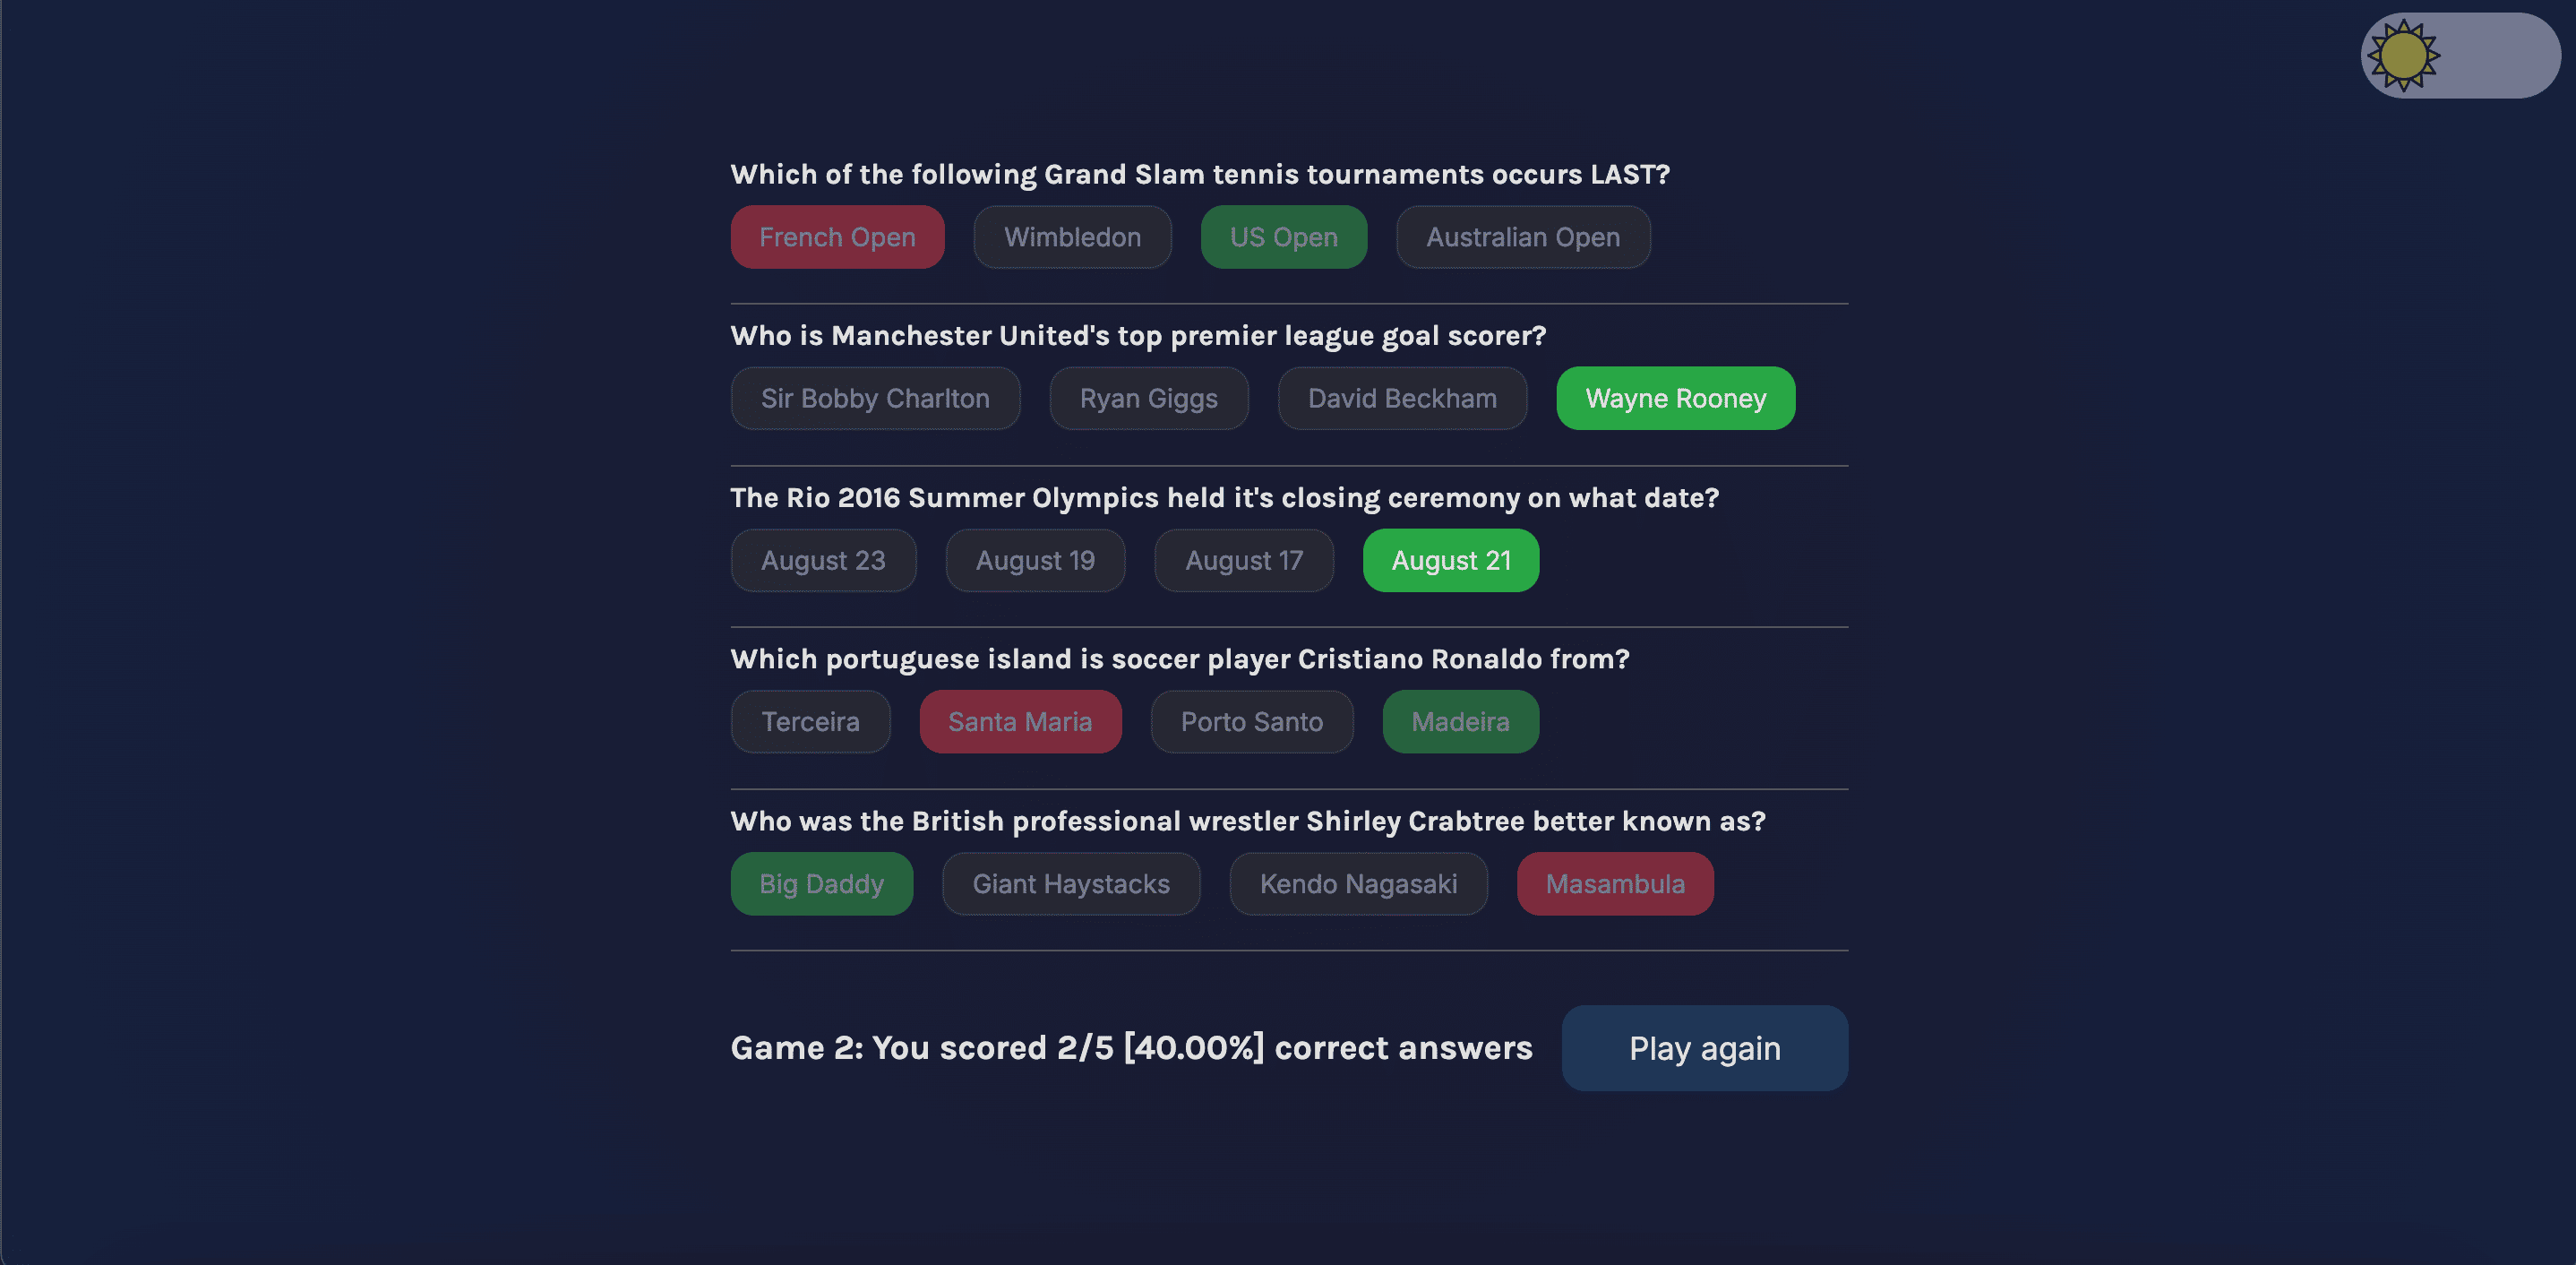 Which of the following Grand Slam tennis tournaments occurs LAST?
French Open Wimbledon US Open Australian Open
Who is Manchester United's top premier league goal scorer?
Sir Bobby Charlton Ryan Giggs David Beckham Wayne Rooney
The Rio 2016 Summer Olympics held it's closing ceremony on what date?
August 23 August 19 August 17 August 21
Which portuguese island is soccer player Cristiano Ronaldo from?
Terceira Santa Maria Porto Santo Madeira
Who was the British professional wrestler Shirley Crabtree better known as?
Big Daddy Giant Haystacks Kendo Nagasaki Masambula
Game 2: You scored 2/5 [40.00%] correct answers Play again